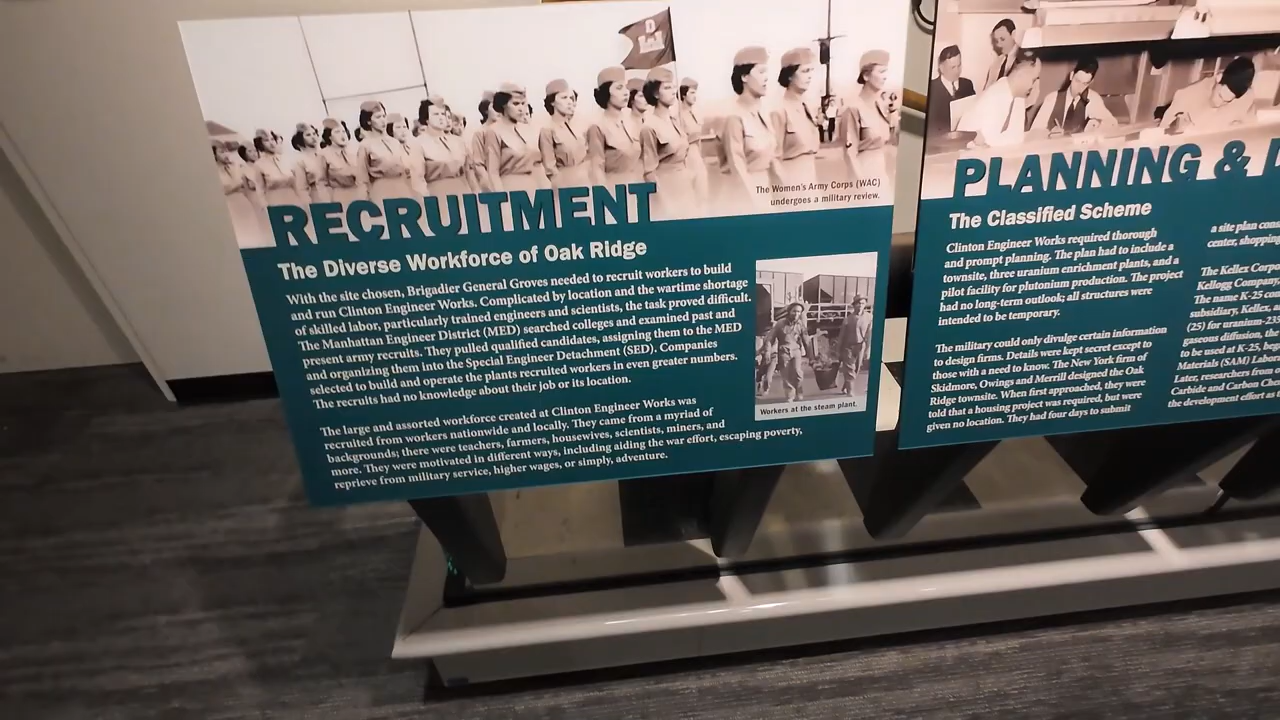 D
The Women's Army Corps (WAC)
undergoes a military review.
RECRUITMENT
The Diverse Workforce of Oak Ridge
With the site chosen, Brigadier General Groves needed to recruit workers to build
and run Clinton Engineer Works. Complicated by location and the wartime shortage
of skilled labor, particularly trained engineers and scientists, the task proved difficult.
The Manhattan Engineer District (MED) searched colleges and examined past and
present army recruits. They pulled qualified candidates, assigning them to the MED
and organizing them into the Special Engineer Detachment (SED). Companies
selected to build and operate the plants recruited workers in even greater numbers.
The recruits had no knowledge about their job or its location.
The large and assorted workforce created at Clinton Engineer Works was
recruited from workers nationwide and locally. They came from a myriad of
backgrounds; there were teachers, farmers, housewives, scientists, miners, and
more. They were motivated in different ways, including aiding the war effort, escaping poverty,
reprieve from military service, higher wages, or simply, adventure.
Workers at the steam plant.
PLANNING &
The Classified Scheme
Clinton Engineer Works required thorough
and prompt planning. The plan had to include a
townsite, three uranium enrichment plants, and a
pilot facility for plutonium production. The project
had no long-term outlook; all structures were
intended to be temporary.
The military could only divulge certain information
to design firms. Details were kept secret except to
those with a need to know. The New York firm of
Skidmore, Owings and Merrill designed the Oak
Ridge townsite. When first approached, they were
told that a housing project was required, but were
given no location. They had four days to submit
a site plan
center, shopping
The Kellex
Kellogg Company
The name K-25
subsidiary, Kellex,
(25) for
gaseous diffusion,
to be used at K-25,
Materials (SAM)
Later, researchers from
Carbide and Carbon
the development effort as